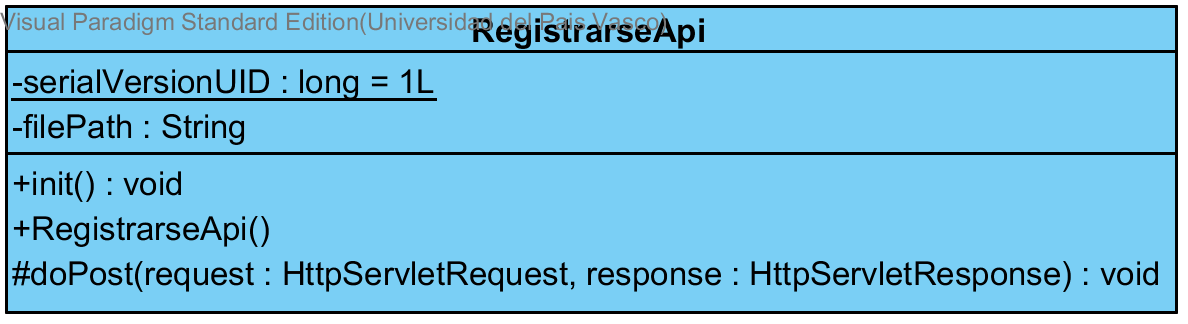 Visual Paradigm Standard Edition(Universidad del Pais Vasco)
RegistrarseApi
-serialVersionUID : long = 1L
-filePath : String
+init() : void
+RegistrarseApi()
#doPost(request : HttpServletRequest, response : HttpServletResponse) : void